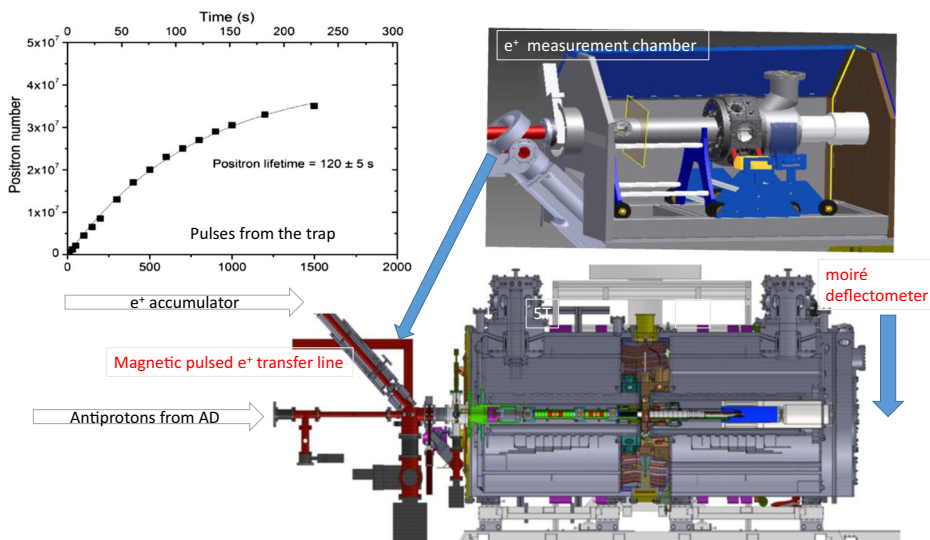 Time (s)
0 50 100 150 200 250 300
5x10⁷
4x10⁷
3x10⁷
2x10⁷
1x10⁷
0
Positron number
Positron lifetime = 120 ± 5 s
Pulses from the trap
0 500 1000 1500 2000
e⁺ measurement chamber
e⁺ accumulator
5T
moiré
deflectometer
Magnetic pulsed e⁺ transfer line
Antiprotons from AD